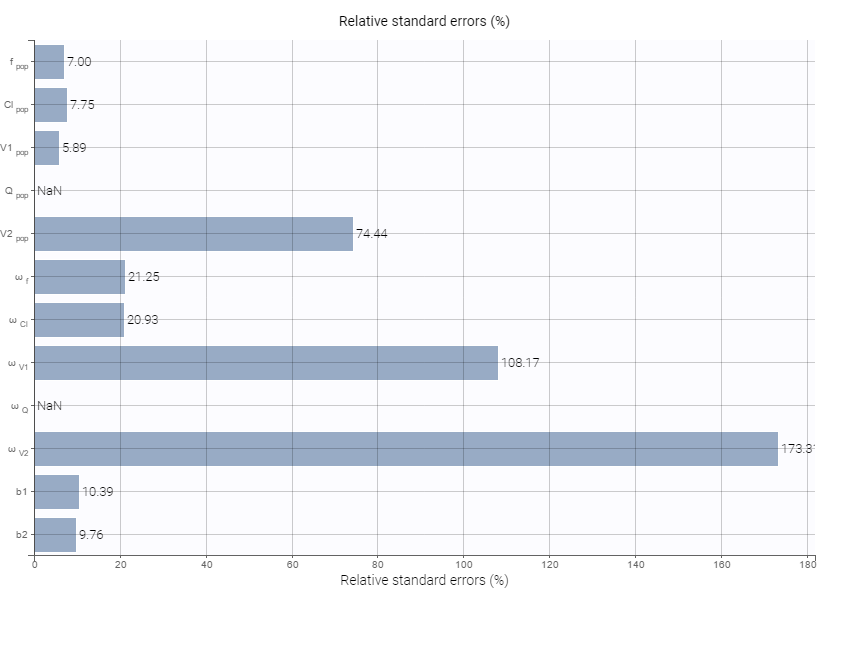 Relative standard errors (%)
f pop 7.00
Cl pop 7.75
V1 pop 5.89
Q pop NaN
V2 pop 74.44
ω f 21.25
ω Cl 20.93
ω V1 108.17
ω Q NaN
ω V2 173.3
b1 10.39
b2 9.76
0 20 40 60 80 100 120 140 160 180
Relative standard errors (%)